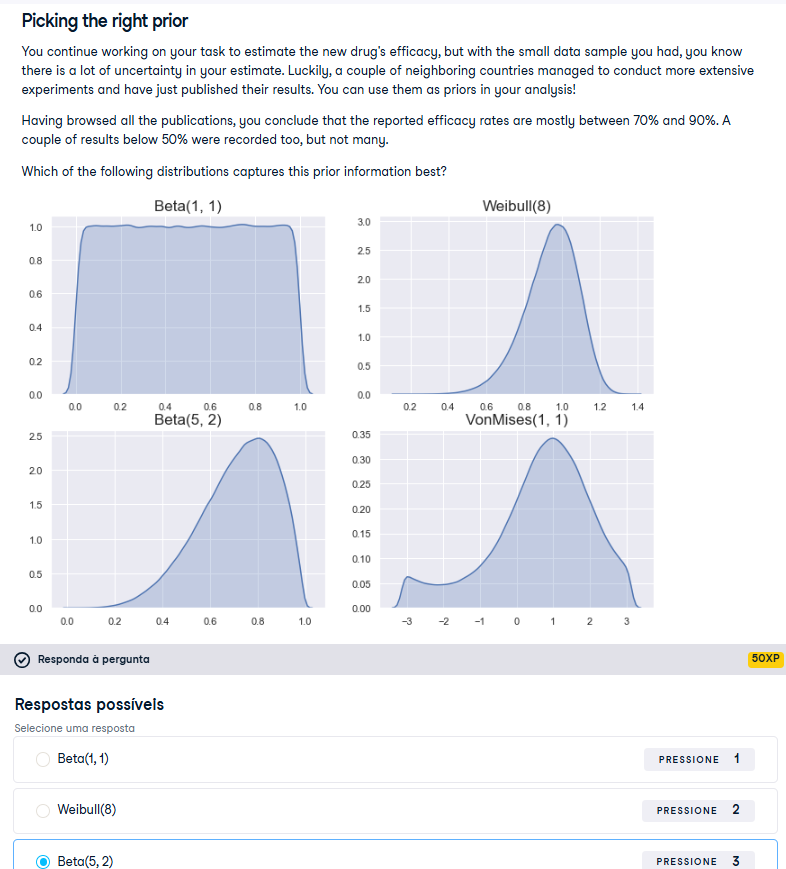 Picking the right prior
You continue working on your task to estimate the new drug's efficacy, but with the small data sample you had, you know
there is a lot of uncertainty in your estimate. Luckily, a couple of neighboring countries managed to conduct more extensive
experiments and have just published their results. You can use them as priors in your analysis!
Having browsed all the publications, you conclude that the reported efficacy rates are mostly between 70% and 90%. A
couple of results below 50% were recorded too, but not many.
Which of the following distributions captures this prior information best?
Beta(1, 1)
1.0
0.8
0.6
0.4
0.2
0.0
0.0 0.2 0.4 0.6 0.8 1.0
Weibull(8)
3.0
2.5
2.0
1.5
1.0
0.5
0.0
0.2 0.4 0.6 0.8 1.0 1.2 1.4
Beta(5, 2)
2.5
2.0
1.5
1.0
0.5
0.0
0.0 0.2 0.4 0.6 0.8 1.0
VonMises(1, 1)
0.35
0.30
0.25
0.20
0.15
0.10
0.05
0.00
−3 −2 −1 0 1 2 3
Responda à pergunta 50XP
Respostas possíveis
Selecione uma resposta
Beta(1, 1) PRESSIONE 1
Weibull(8) PRESSIONE 2
Beta(5, 2) PRESSIONE 3